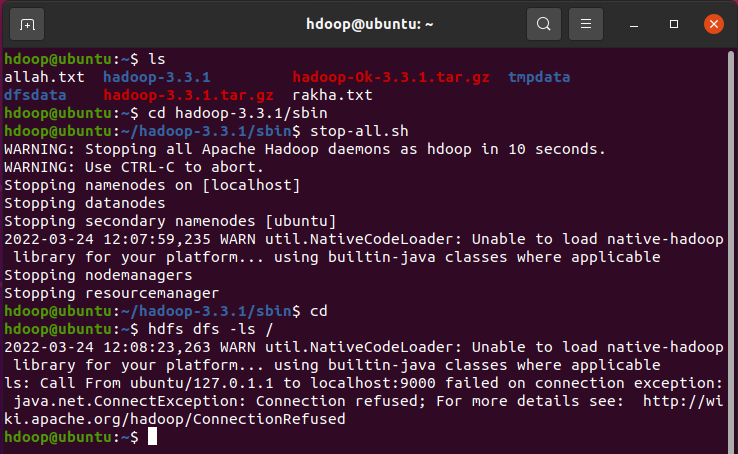 hdoop@ubuntu: ~
hdoop@ubuntu:~$ ls
allah.txt  hadoop-3.3.1         hadoop-Ok-3.3.1.tar.gz  tmpdata
dfsdata    hadoop-3.3.1.tar.gz  rakha.txt
hdoop@ubuntu:~$ cd hadoop-3.3.1/sbin
hdoop@ubuntu:~/hadoop-3.3.1/sbin$ stop-all.sh
WARNING: Stopping all Apache Hadoop daemons as hdoop in 10 seconds.
WARNING: Use CTRL-C to abort.
Stopping namenodes on [localhost]
Stopping datanodes
Stopping secondary namenodes [ubuntu]
2022-03-24 12:07:59,235 WARN util.NativeCodeLoader: Unable to load native-hadoop
 library for your platform... using builtin-java classes where applicable
Stopping nodemanagers
Stopping resourcemanager
hdoop@ubuntu:~/hadoop-3.3.1/sbin$ cd
hdoop@ubuntu:~$ hdfs dfs -ls /
2022-03-24 12:08:23,263 WARN util.NativeCodeLoader: Unable to load native-hadoop
 library for your platform... using builtin-java classes where applicable
ls: Call From ubuntu/127.0.1.1 to localhost:9000 failed on connection exception:
 java.net.ConnectException: Connection refused; For more details see:  http://wi
ki.apache.org/hadoop/ConnectionRefused
hdoop@ubuntu:~$